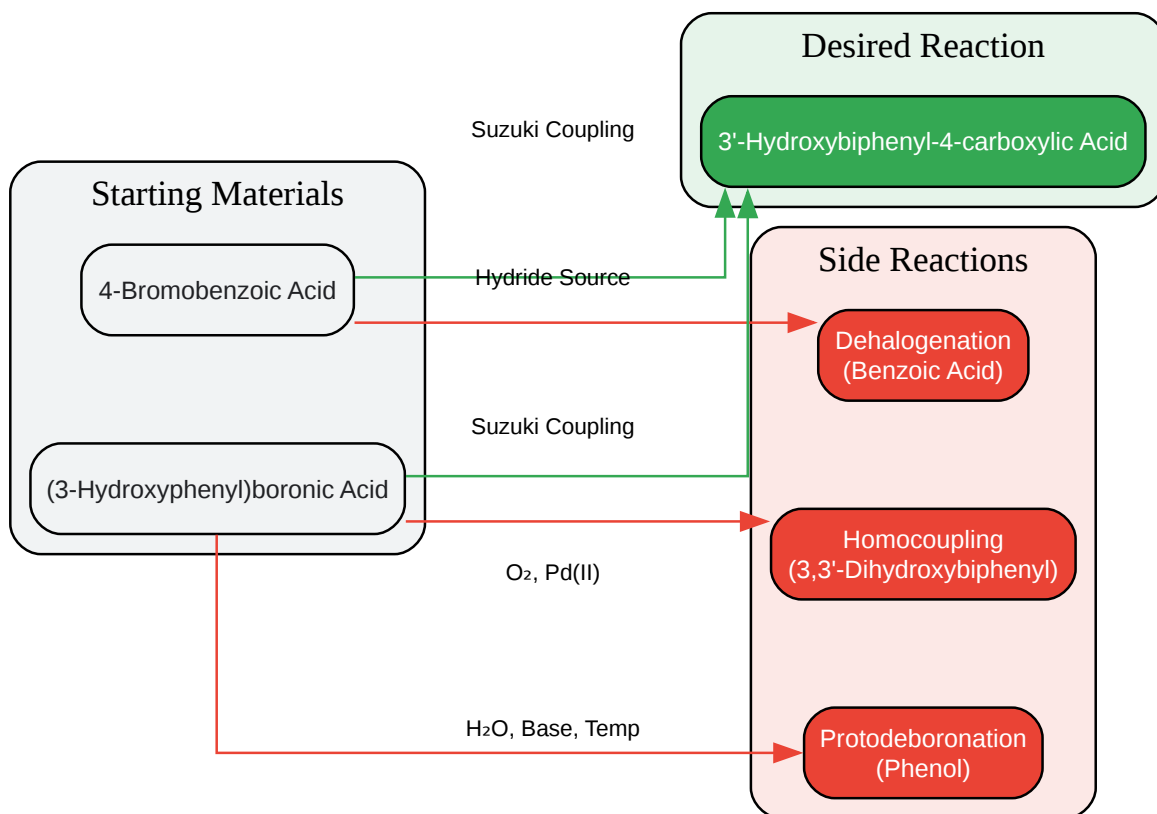 Desired Reaction
Suzuki Coupling
3'-Hydroxybiphenyl-4-carboxylic Acid
Starting Materials
4-Bromobenzoic Acid
Hydride Source
Side Reactions
Dehalogenation
(Benzoic Acid)
Suzuki Coupling
(3-Hydroxyphenyl)boronic Acid
O₂, Pd(II)
Homocoupling
(3,3'-Dihydroxybiphenyl)
H₂O, Base, Temp
Protodeboronation
(Phenol)